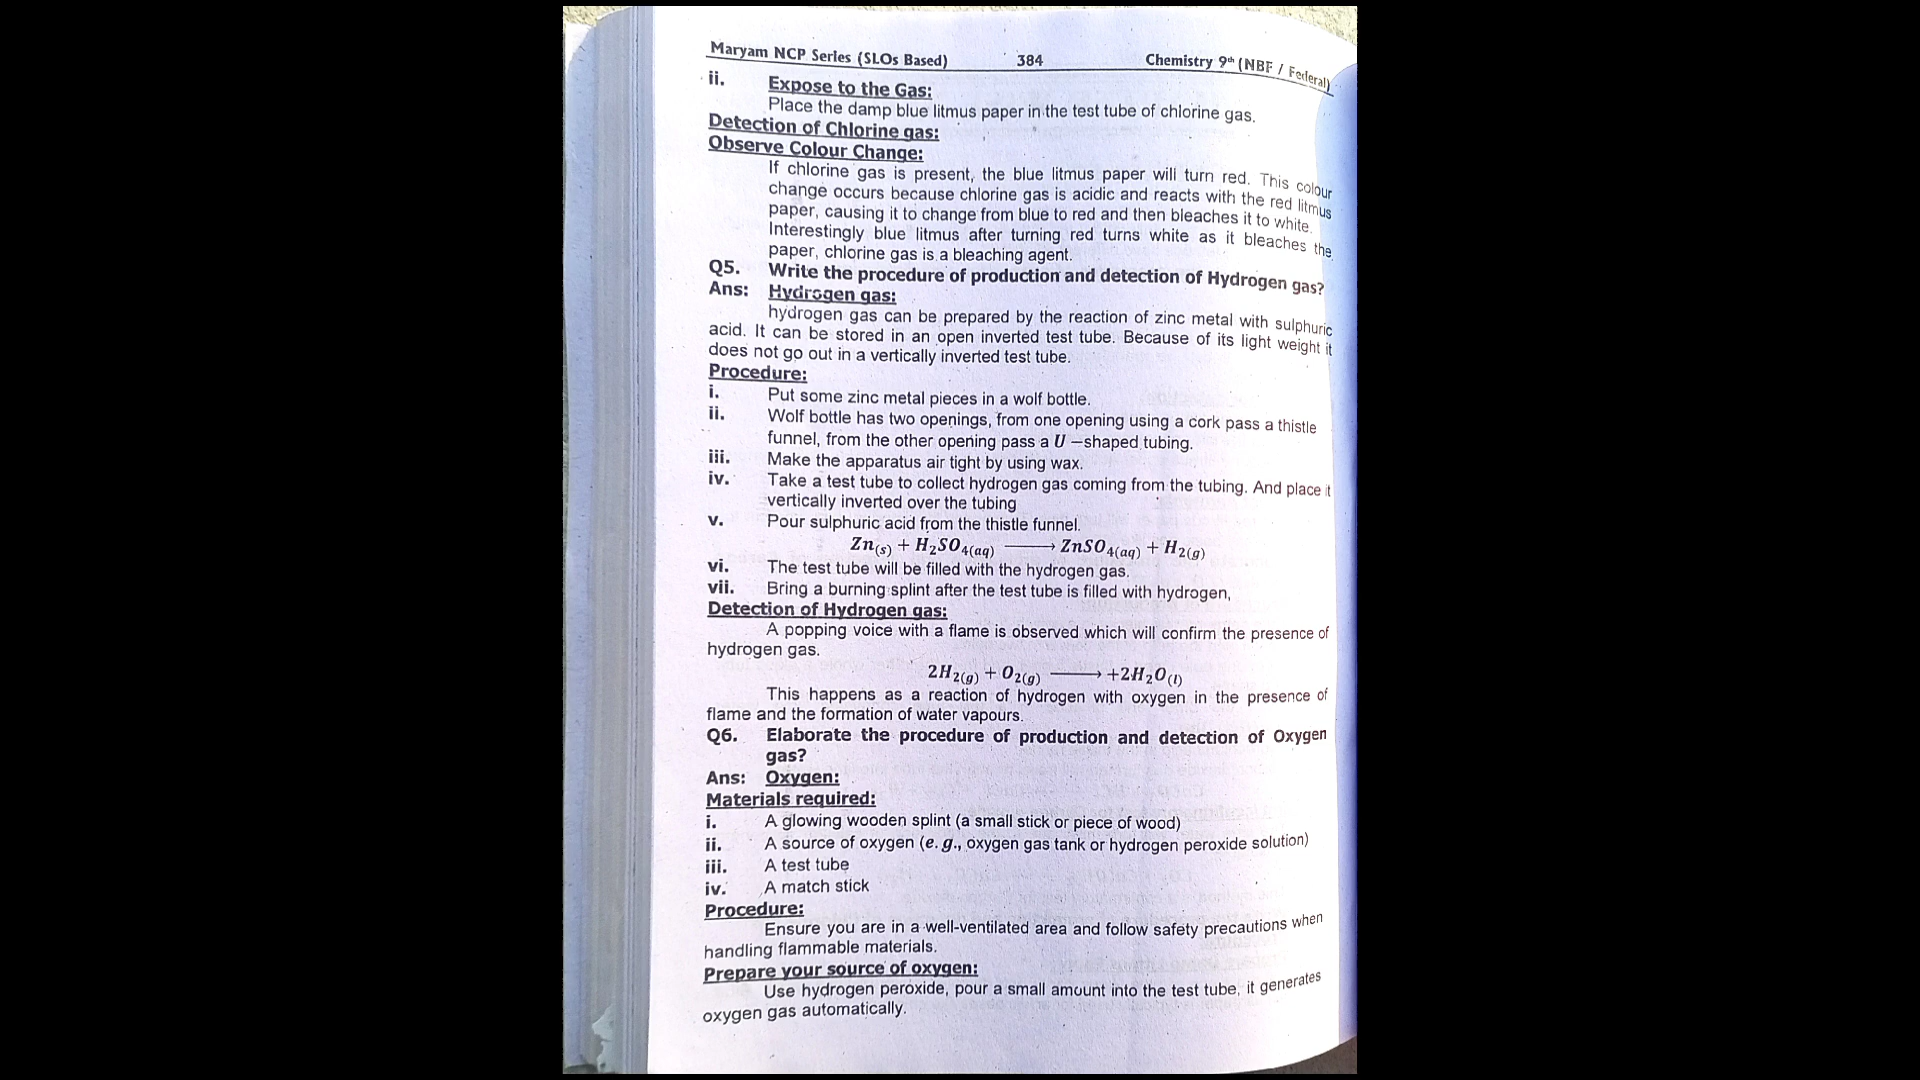 Maryam NCP Series (SLOs Based) 384 Chemistry 9th (NBF / Federal)
ii. Expose to the Gas:
Place the damp blue litmus paper in the test tube of chlorine gas.
Detection of Chlorine gas:
Observe Colour Change:
If chlorine gas is present, the blue litmus paper will turn red. This colour
change occurs because chlorine gas is acidic and reacts with the red litmus
paper, causing it to change from blue to red and then bleaches it to white.
Interestingly blue litmus after turning red turns white as it bleaches the
paper, chlorine gas is a bleaching agent.
Q5. Write the procedure of production and detection of Hydrogen gas?
Ans: Hydrogen gas:
hydrogen gas can be prepared by the reaction of zinc metal with sulphuric
acid. It can be stored in an open inverted test tube. Because of its light weight it
does not go out in a vertically inverted test tube.
Procedure:
i. Put some zinc metal pieces in a wolf bottle.
ii. Wolf bottle has two openings, from one opening using a cork pass a thistle
funnel, from the other opening pass a U –shaped tubing.
iii. Make the apparatus air tight by using wax.
iv. Take a test tube to collect hydrogen gas coming from the tubing. And place it
vertically inverted over the tubing
v. Pour sulphuric acid from the thistle funnel.
Zn(s) + H2SO4(aq) ⟶ ZnSO4(aq) + H2(g)
vi. The test tube will be filled with the hydrogen gas.
vii. Bring a burning splint after the test tube is filled with hydrogen,
Detection of Hydrogen gas:
A popping voice with a flame is observed which will confirm the presence of
hydrogen gas.
2H2(g) + O2(g) ⟶ +2H2O(l)
This happens as a reaction of hydrogen with oxygen in the presence of
flame and the formation of water vapours.
Q6. Elaborate the procedure of production and detection of Oxygen
gas?
Ans: Oxygen:
Materials required:
i. A glowing wooden splint (a small stick or piece of wood)
ii. A source of oxygen (e.g., oxygen gas tank or hydrogen peroxide solution)
iii. A test tube
iv. A match stick
Procedure:
Ensure you are in a well-ventilated area and follow safety precautions when
handling flammable materials.
Prepare your source of oxygen:
Use hydrogen peroxide, pour a small amount into the test tube, it generates
oxygen gas automatically.